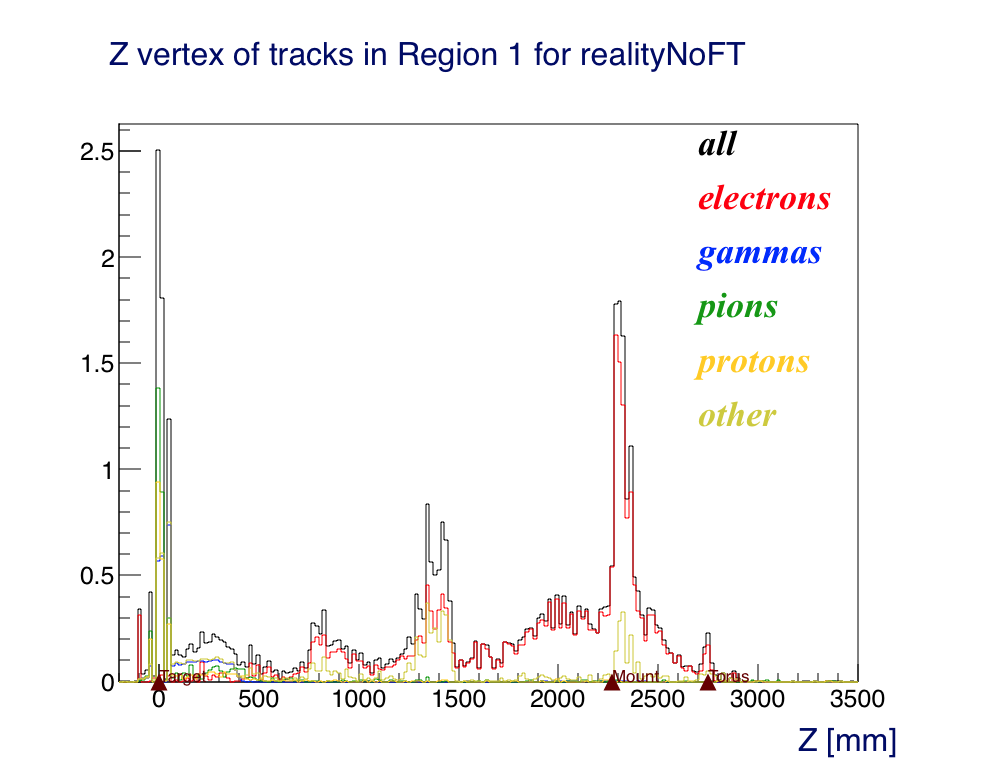 Z vertex of tracks in Region 1 for realityNoFT
2.5
2
1.5
1
0.5
0
all
electrons
gammas
pions
protons
other
Target
Mount
Torus
0 500 1000 1500 2000 2500 3000 3500
Z [mm]